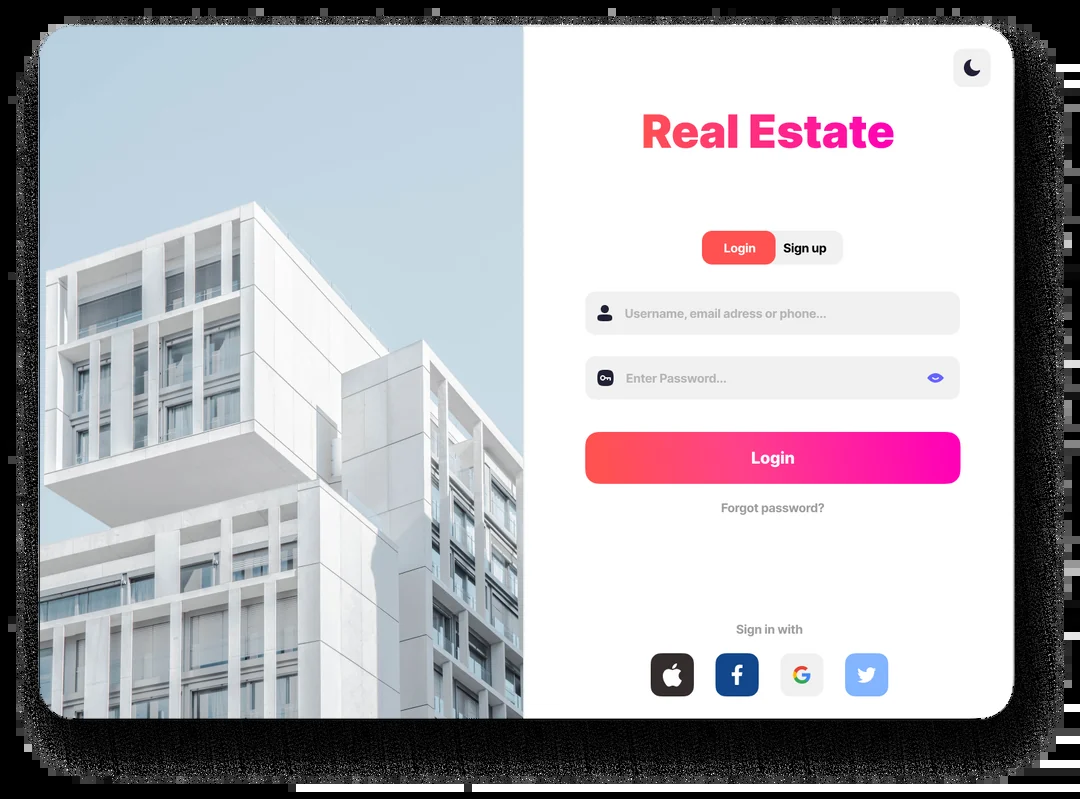 Real Estate
Login Sign up
Username, email adress or phone...
Enter Password...
Login
Forgot password?
Sign in with